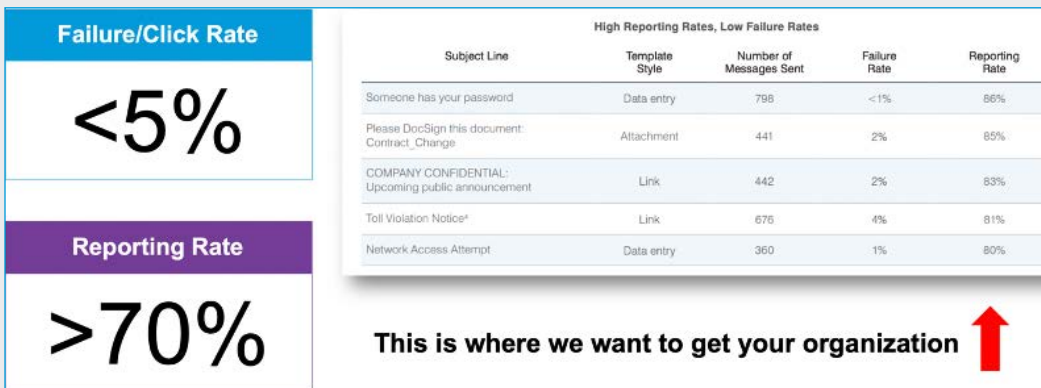 Failure/Click Rate
<5%
Reporting Rate
>70%
High Reporting Rates, Low Failure Rates
Subject Line Template Style Number of Messages Sent Failure Rate Reporting Rate
Someone has your password Data entry 798 <1% 86%
Please DocSign this document:
Contract_Change Attachment 441 2% 85%
COMPANY CONFIDENTIAL:
Upcoming public announcement Link 442 2% 83%
Toll Violation Notice⁴ Link 676 4% 81%
Network Access Attempt Data entry 360 1% 80%
This is where we want to get your organization